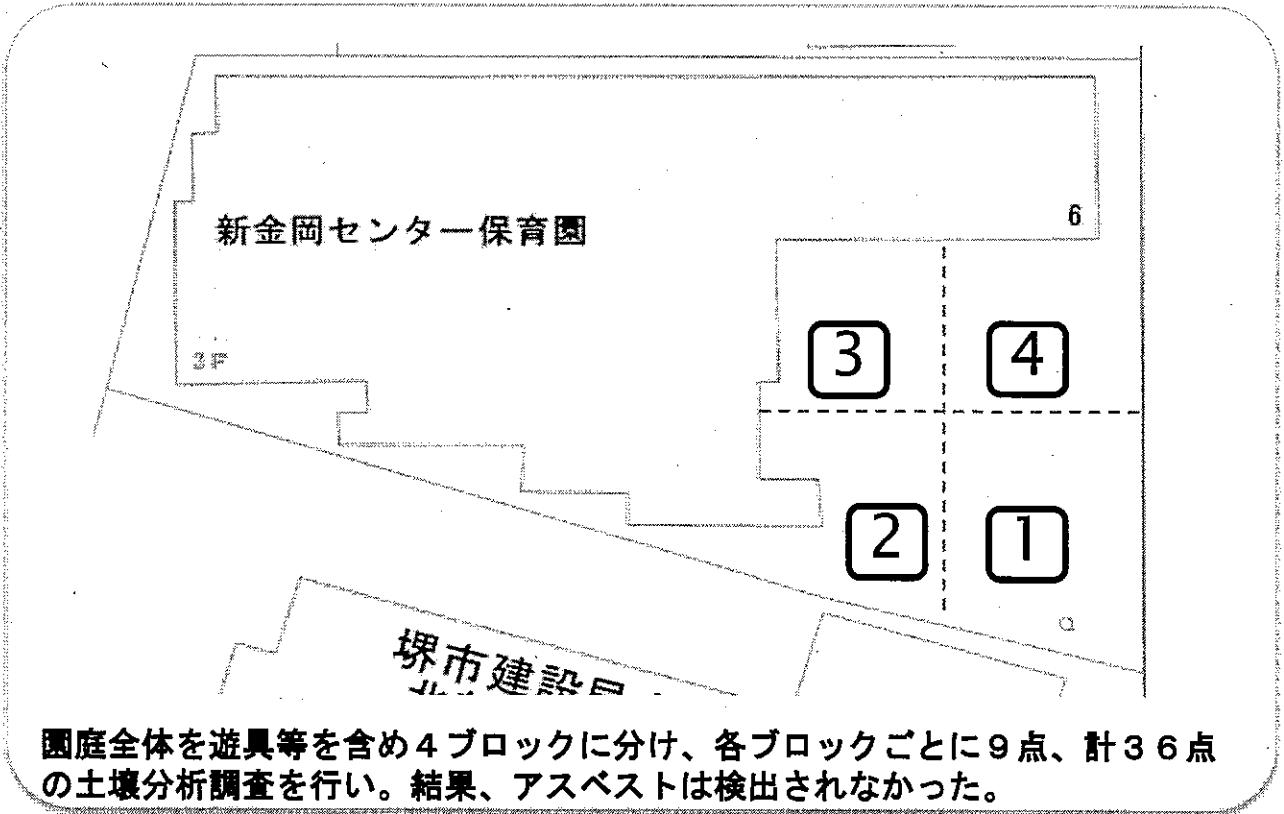 新金岡センター保育園
6
3F
3
4
2
1
堺市建設局
園庭全体を遊具等を含め4ブロックに分け、各ブロックごとに9点、計36点
の土壌分析調査を行い。結果、アスベストは検出されなかった。